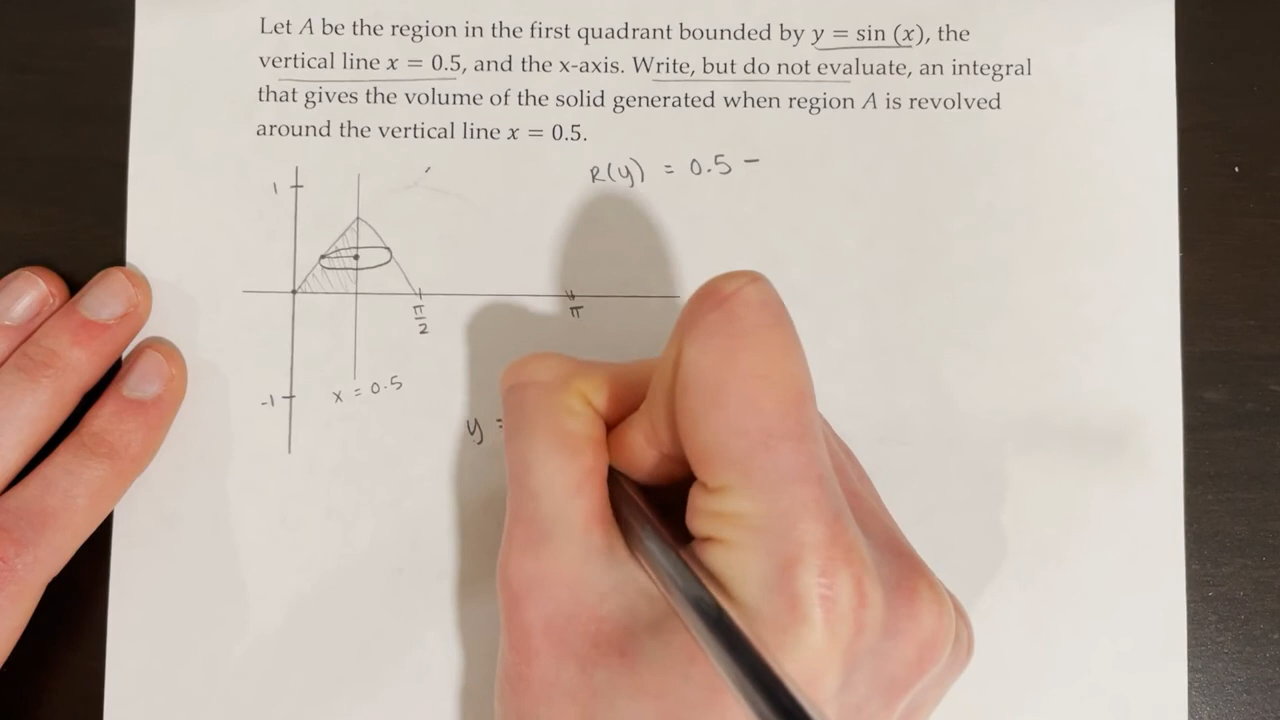 Let A be the region in the first quadrant bounded by y = sin (x), the
vertical line x = 0.5, and the x-axis. Write, but do not evaluate, an integral
that gives the volume of the solid generated when region A is revolved
around the vertical line x = 0.5.
R(y) = 0.5 −
1
π/2
π
-1
x = 0.5
y =